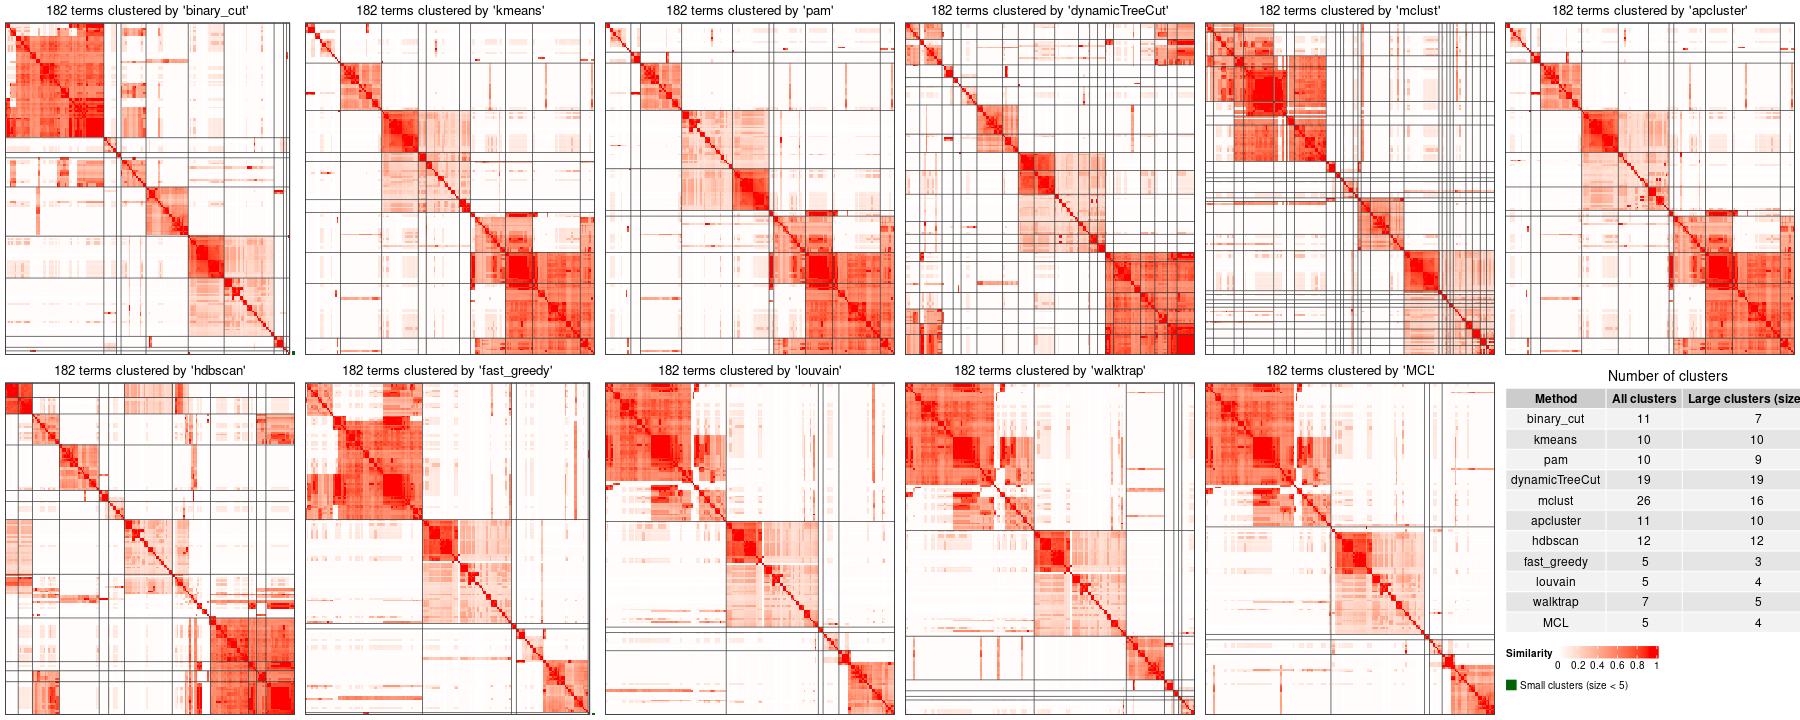 182 terms clustered by 'binary_cut'
182 terms clustered by 'kmeans'
182 terms clustered by 'pam'
182 terms clustered by 'dynamicTreeCut'
182 terms clustered by 'mclust'
182 terms clustered by 'apcluster'
182 terms clustered by 'hdbscan'
182 terms clustered by 'fast_greedy'
182 terms clustered by 'louvain'
182 terms clustered by 'walktrap'
182 terms clustered by 'MCL'
Number of clusters
Method All clusters Large clusters (size
binary_cut 11 7
kmeans 10 10
pam 10 9
dynamicTreeCut 19 19
mclust 26 16
apcluster 11 10
hdbscan 12 12
fast_greedy 5 3
louvain 5 4
walktrap 7 5
MCL 5 4
Similarity
0 0.2 0.4 0.6 0.8 1
Small clusters (size < 5)